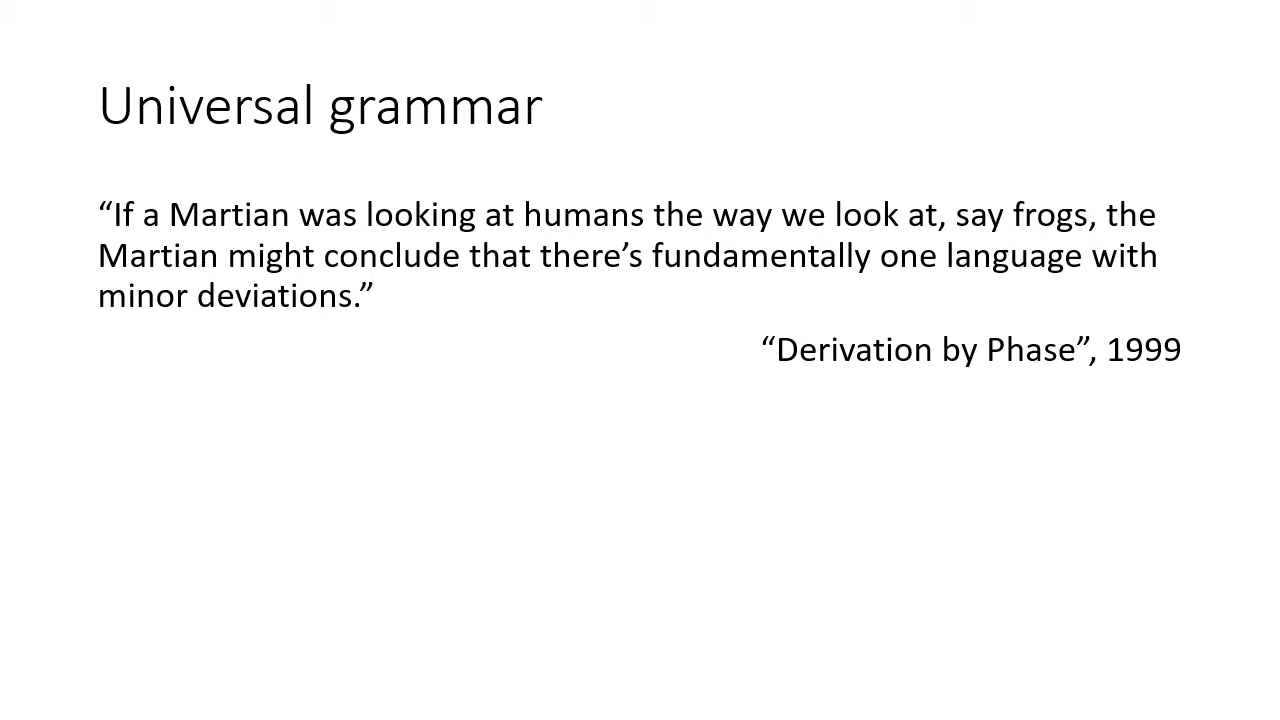 Universal grammar
“If a Martian was looking at humans the way we look at, say frogs, the
Martian might conclude that there’s fundamentally one language with
minor deviations.”
“Derivation by Phase”, 1999